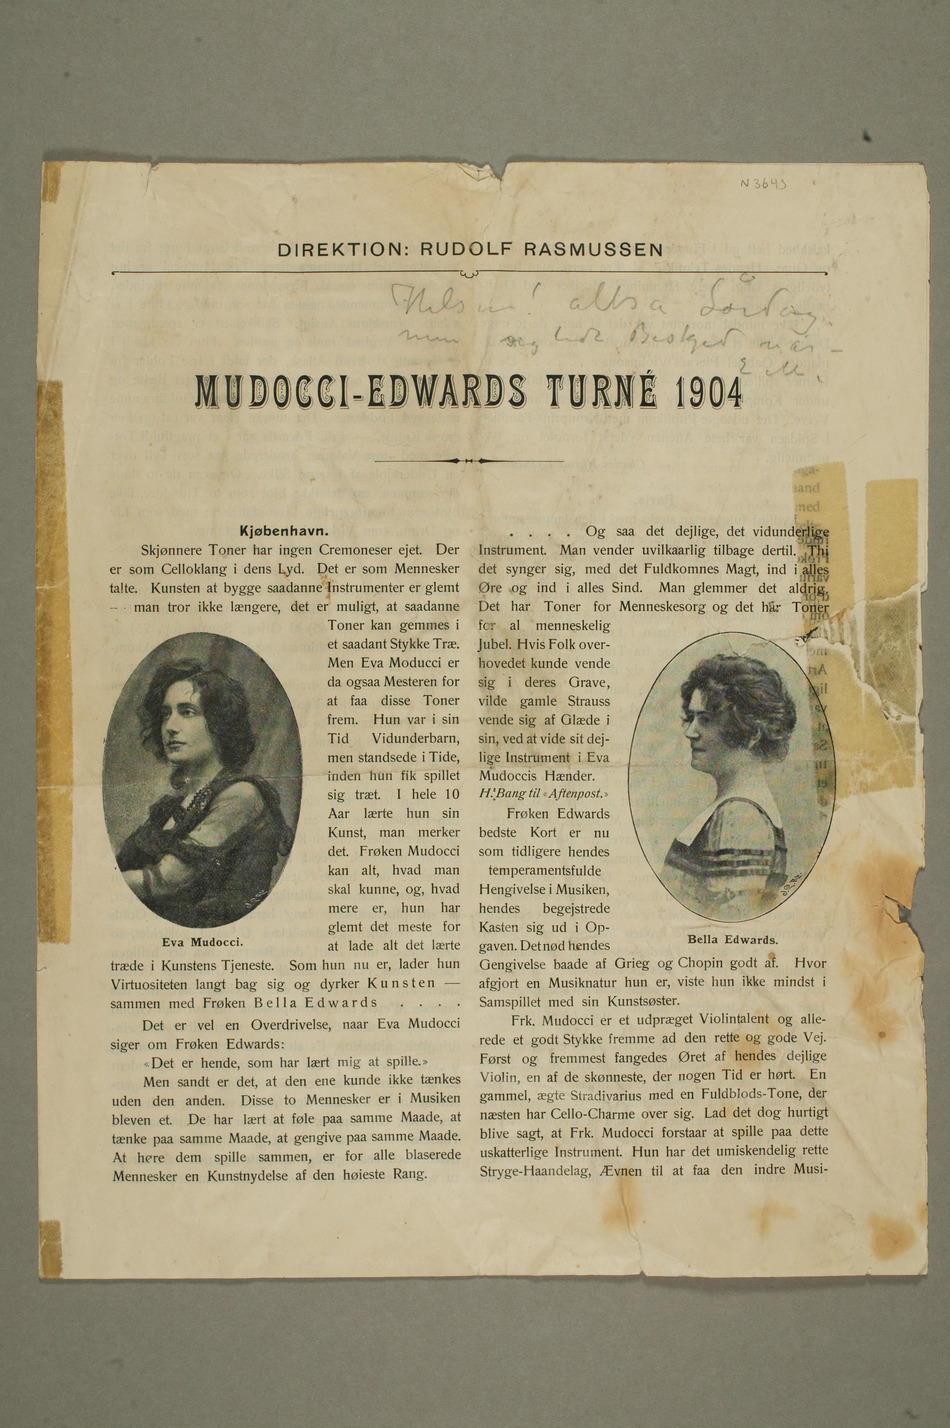 N 3643
DIREKTION: RUDOLF RASMUSSEN
altsa Lördag.
Beskjed när –
E M.
MUDOCCI-EDWARDS TURNÉ 1904
Kjøbenhavn.
Skjønnere Toner har ingen Cremoneser ejet. Der
er som Celloklang i dens Lyd. Det er som Mennesker
talte. Kunsten at bygge saadanne Instrumenter er glemt
— man tror ikke længere, det er muligt, at saadanne
Toner kan gemmes i
et saadant Stykke Træ.
Men Eva Moducci er
da ogsaa Mesteren for
at faa disse Toner
frem. Hun var i sin
Tid Vidunderbarn,
men standsede i Tide,
inden hun fik spillet
sig træt. I hele 10
Aar lærte hun sin
Kunst, man merker
det. Frøken Mudocci
kan alt, hvad man
skal kunne, og, hvad
mere er, hun har
glemt det meste for
at lade alt det lærte
Eva Mudocci.
træde i Kunstens Tjeneste. Som hun nu er, lader hun
Virtuositeten langt bag sig og dyrker Kunsten —
sammen med Frøken Bella Edwards . . . .
Det er vel en Overdrivelse, naar Eva Mudocci
siger om Frøken Edwards:
«Det er hende, som har lært mig at spille.»
Men sandt er det, at den ene kunde ikke tænkes
uden den anden. Disse to Mennesker er i Musiken
bleven et. De har lært at føle paa samme Maade, at
tænke paa samme Maade, at gengive paa samme Maade.
At høre dem spille sammen, er for alle blaserede
Mennesker en Kunstnydelse af den høieste Rang.
. . . . Og saa det dejlige, det vidunderlige
Instrument. Man vender uvilkaarlig tilbage dertil. Thi
det synger sig, med det Fuldkomnes Magt, ind i alles
Øre og ind i alles Sind. Man glemmer det aldrig.
Det har Toner for Menneskesorg og det har Toner
for al menneskelig
Jubel. Hvis Folk over-
hovedet kunde vende
sig i deres Grave,
vilde gamle Strauss
vende sig af Glæde i
sin, ved at vide sit dej-
lige Instrument i Eva
Mudoccis Hænder.
H. Bang til «Aftenpost.»
Frøken Edwards
bedste Kort er nu
som tidligere hendes
temperamentsfulde
Hengivelse i Musiken,
hendes begejstrede
Kasten sig ud i Op-
gaven. Det nød hendes
Bella Edwards.
Gengivelse baade af Grieg og Chopin godt af. Hvor
afgjort en Musiknatur hun er, viste hun ikke mindst i
Samspillet med sin Kunstsøster.
Frk. Mudocci er et udpræget Violintalent og alle-
rede et godt Stykke fremme ad den rette og gode Vej.
Først og fremmest fangedes Øret af hendes dejlige
Violin, en af de skønneste, der nogen Tid er hørt. En
gammel, ægte Stradivarius med en Fuldblods-Tone, der
næsten har Cello-Charme over sig. Lad det dog hurtigt
blive sagt, at Frk. Mudocci forstaar at spille paa dette
uskatterlige Instrument. Hun har det umiskendelig rette
Stryge-Haandelag, Ævnen til at faa den indre Musi-